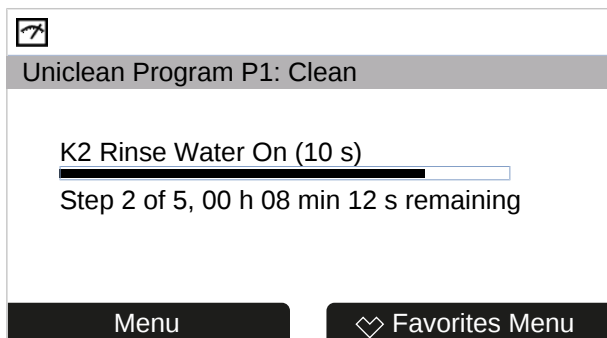 Uniclean Program P1: Clean
K2 Rinse Water On (10 s)
Step 2 of 5, 00 h 08 min 12 s remaining
Menu
Favorites Menu